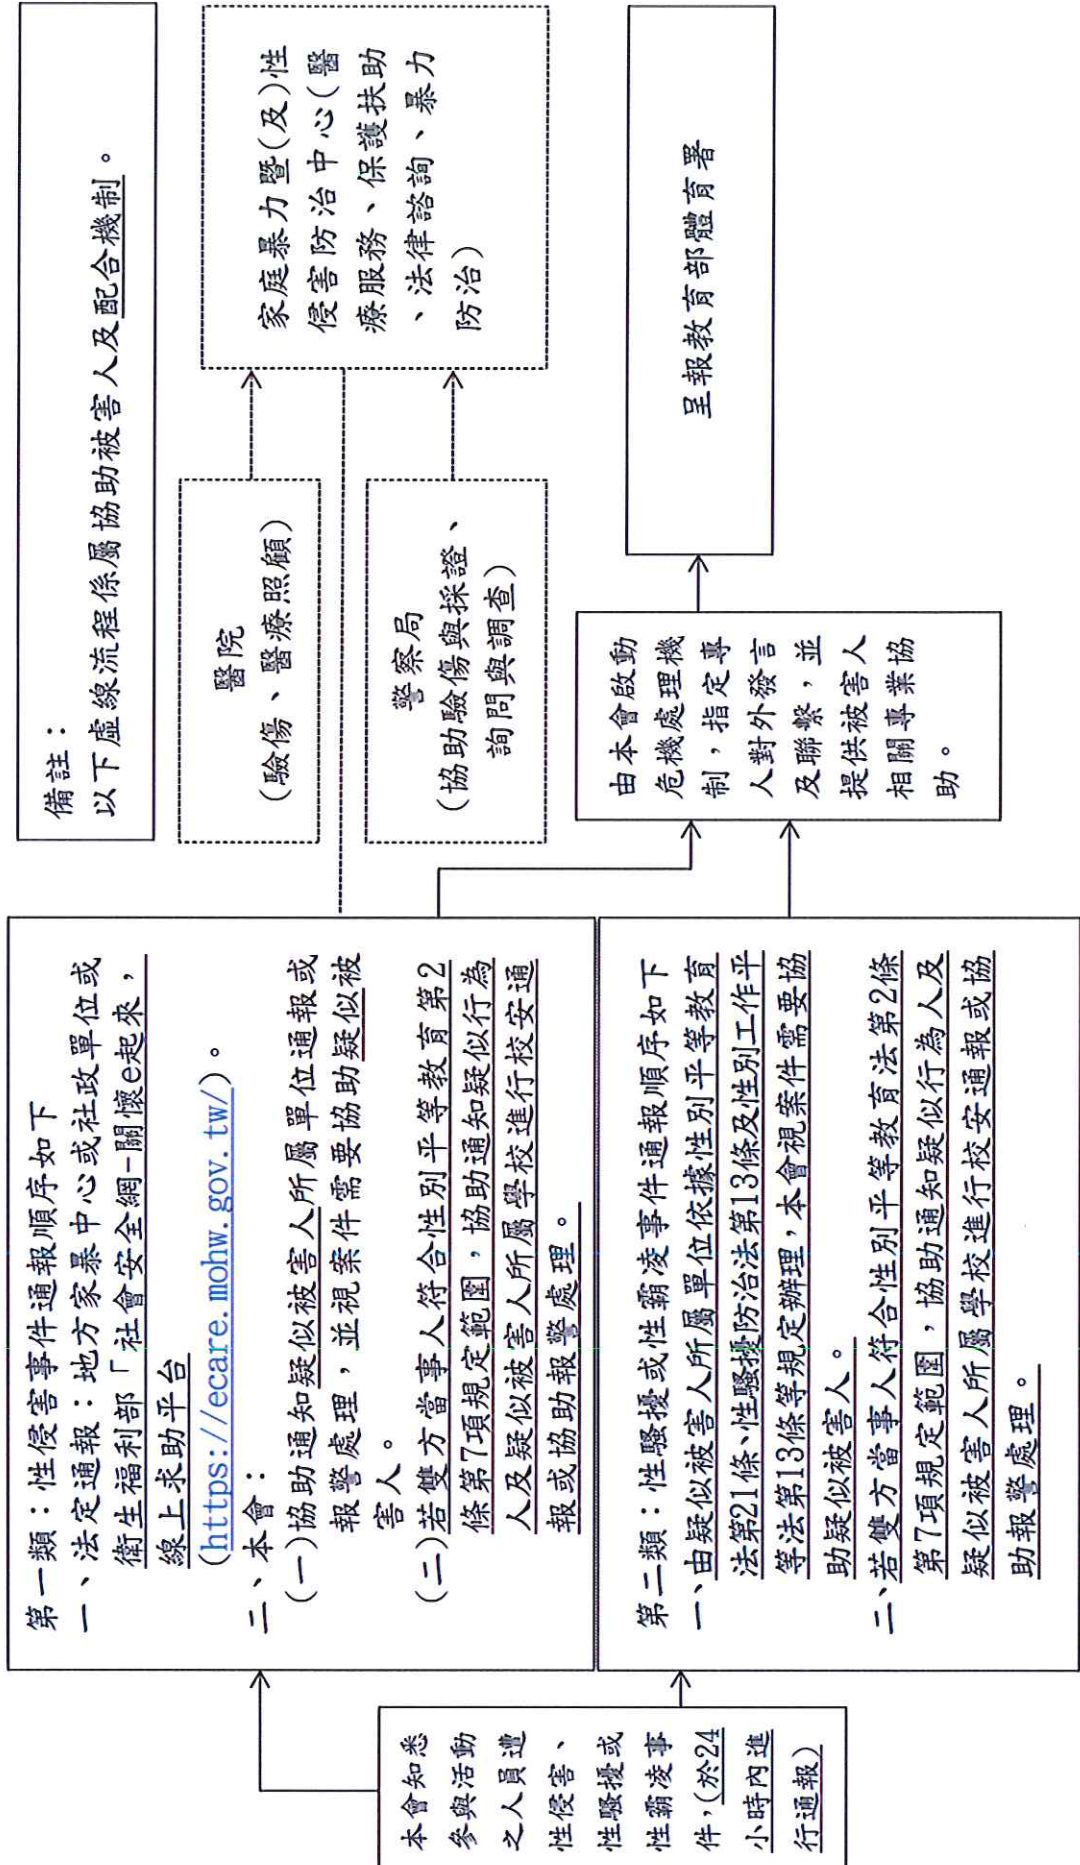 備註：
以下虛線流程係屬協助被害人及配合機制。
本會知悉
參與活動
之人員遭
性侵害、
性騷擾或
性霸凌事
件，(於24
小時內進
行通報)
第一類：性侵害事件通報順序如下
一、法定通報：地方家暴中心或社政單位或
衛生福利部「社會安全網-關懷e起來，
線上求助平台
(https://ecare.mohw.gov.tw/)。
二、本會：
(一)協助通知疑似被害人所屬單位通報或
報警處理，並視案件需要協助疑似被
害人。
(二)若雙方當事人符合性別平等教育第2
條第7項規定範圍，協助通知疑似行為
人及疑似被害人所屬學校進行校安通
報或協助報警處理。
第二類：性騷擾或性霸凌事件通報順序如下
一、由疑似被害人所屬單位依據性別平等教育
法第21條、性騷擾防治法第13條及性別工作平
等法第13條等規定辦理，本會視案件需要協
助疑似被害人。
二、若雙方當事人符合性別平等教育法第2條
第7項規定範圍，協助通知疑似行為人及
疑似被害人所屬學校進行校安通報或協
助報警處理。
醫院
(驗傷、醫療照顧)
警察局
(協助驗傷與採證、
詢問與調查)
家庭暴力暨(及)性
侵害防治中心(醫
療服務、保護扶助
、法律諮詢、暴力
防治)
由本會啟動
危機處理機
制，指定專
人對外發言
及聯繫，並
提供被害人
相關專業協
助。
呈報教育部體育署